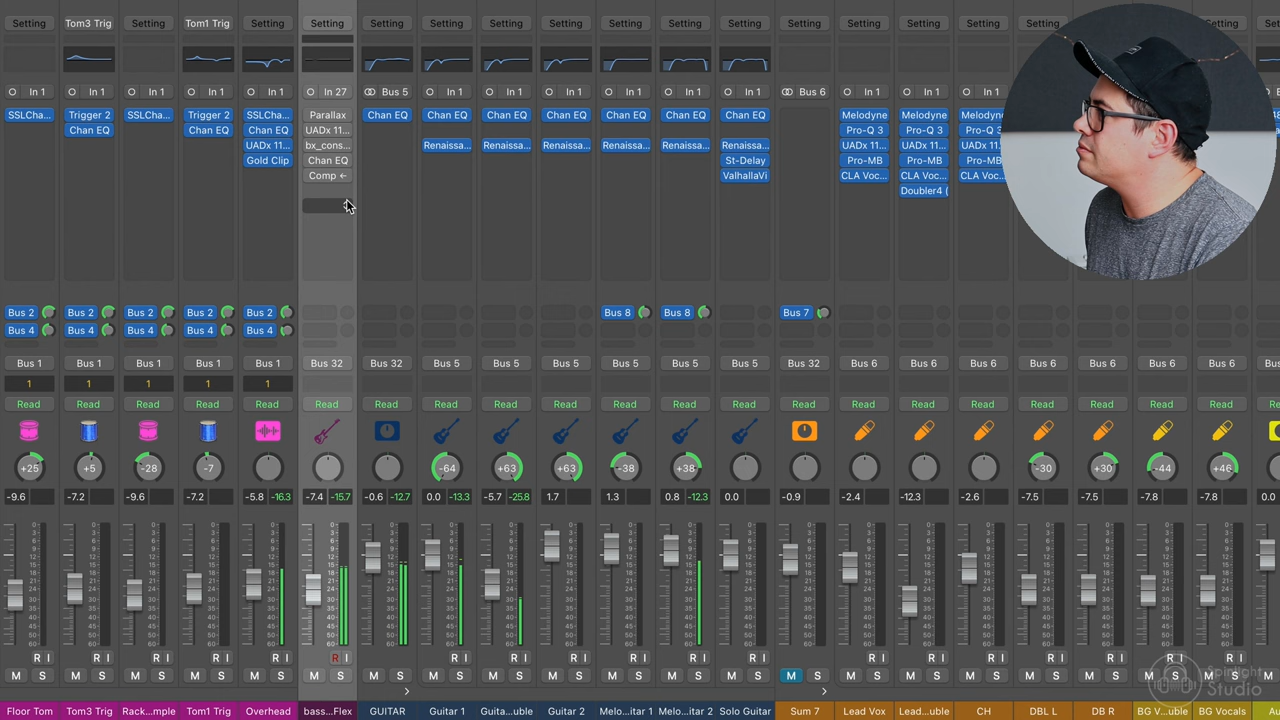 Setting Tom3 Trig Setting Tom1 Trig Setting Setting Setting Setting Setting Setting Setting Setting Setting Setting Setting Setting Setting
In 1 In 1 In 1 In 1 In 1 In 27 Bus 5 In 1 In 1 In 1 In 1 In 1 In 1 Bus 6 In 1 In 1 In 1
SSLCha... Trigger 2 SSLCha... Trigger 2 SSLCha... Parallax Chan EQ Chan EQ Chan EQ Chan EQ Chan EQ Chan EQ Chan EQ Melodyne Melodyne Melodyne
Chan EQ Chan EQ Chan EQ UADx 11... Pro-Q 3 Pro-Q 3 Pro-Q 3
UADx 11... bx_cons... Renaissa... Renaissa... Renaissa... Renaissa... Renaissa... Renaissa... UADx 11... UADx 11... UADx 11...
Gold Clip Chan EQ St-Delay Pro-MB Pro-MB Pro-MB
Comp ← ValhallaVi CLA Voc... CLA Voc... CLA Voc...
Doubler4 (
Bus 2 Bus 2 Bus 2 Bus 2 Bus 2 Bus 8 Bus 8 Bus 7
Bus 4 Bus 4 Bus 4 Bus 4 Bus 4
Bus 1 Bus 1 Bus 1 Bus 1 Bus 1 Bus 32 Bus 32 Bus 5 Bus 5 Bus 5 Bus 5 Bus 5 Bus 5 Bus 32 Bus 6 Bus 6 Bus 6 Bus 6 Bus 6 Bus 6 Bus 6
1 1 1 1 1
Read Read Read Read Read Read Read Read Read Read Read Read Read Read Read Read Read Read Read Read Read
+25 +5 -28 -7 -64 +63 +63 -38 +38 -30 +30 -44 +46
-9.6 -7.2 -9.6 -7.2 -5.8 -16.3 -7.4 -15.7 -0.6 -12.7 0.0 -13.3 -5.7 -25.8 1.7 1.3 0.8 -12.3 0.0 -0.9 -2.4 -12.3 -2.6 -7.5 -7.5 -7.8 -7.8 0.0
R I R I R I R I R I R I R I R I R I R I R I R I R I R I R I R I R I R I R I
M S M S M S M S M S M S M S M S M S M S M S M S M S M S M S M S M S M S M S M S M S
Spotlight
Studio
Floor Tom Tom3 Trig Rack...mple Tom1 Trig Overhead bass...Flex GUITAR Guitar 1 Guita...uble Guitar 2 Melo...itar 1 Melo...itar 2 Solo Guitar Sum 7 Lead Vox Lead...uble CH DBL L DB R BG V...uble BG Vocals